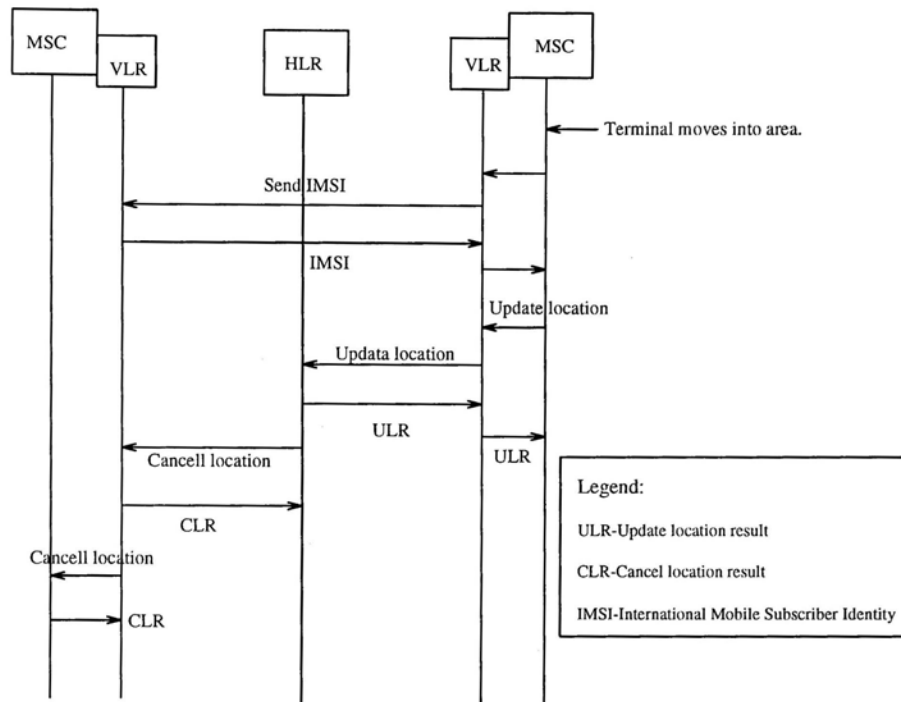 MSC
VLR
HLR
VLR
MSC
Terminal moves into area.
Send IMSI
IMSI
Update location
Updata location
ULR
ULR
Cancell location
CLR
Cancell location
CLR
Legend:
ULR-Update location result
CLR-Cancel location result
IMSI-International Mobile Subscriber Identity